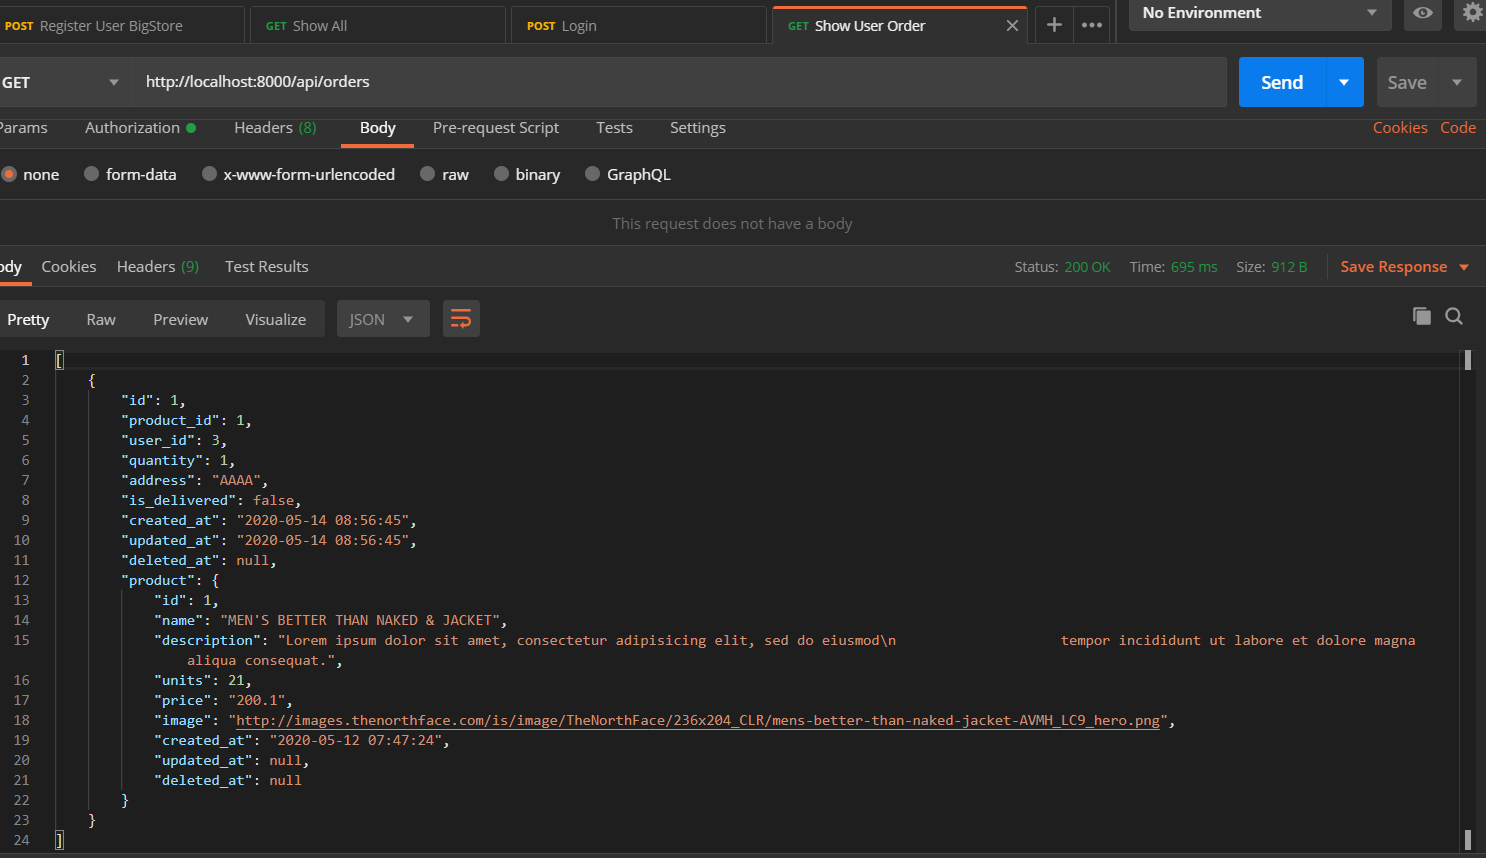 POST Register User BigStore GET Show All POST Login GET Show User Order No Environment
GET http://localhost:8000/api/orders Send Save
Params Authorization Headers (8) Body Pre-request Script Tests Settings Cookies Code
none form-data x-www-form-urlencoded raw binary GraphQL
This request does not have a body
Body Cookies Headers (9) Test Results Status: 200 OK Time: 695 ms Size: 912 B Save Response
Pretty Raw Preview Visualize JSON
1 [
2 {
3 "id": 1,
4 "product_id": 1,
5 "user_id": 3,
6 "quantity": 1,
7 "address": "AAAA",
8 "is_delivered": false,
9 "created_at": "2020-05-14 08:56:45",
10 "updated_at": "2020-05-14 08:56:45",
11 "deleted_at": null,
12 "product": {
13 "id": 1,
14 "name": "MEN'S BETTER THAN NAKED & JACKET",
15 "description": "Lorem ipsum dolor sit amet, consectetur adipisicing elit, sed do eiusmod\n tempor incididunt ut labore et dolore magna
aliqua consequat.",
16 "units": 21,
17 "price": "200.1",
18 "image": "http://images.thenorthface.com/is/image/TheNorthFace/236x204_CLR/mens-better-than-naked-jacket-AVMH_LC9_hero.png",
19 "created_at": "2020-05-12 07:47:24",
20 "updated_at": null,
21 "deleted_at": null
22 }
23 }
24 ]